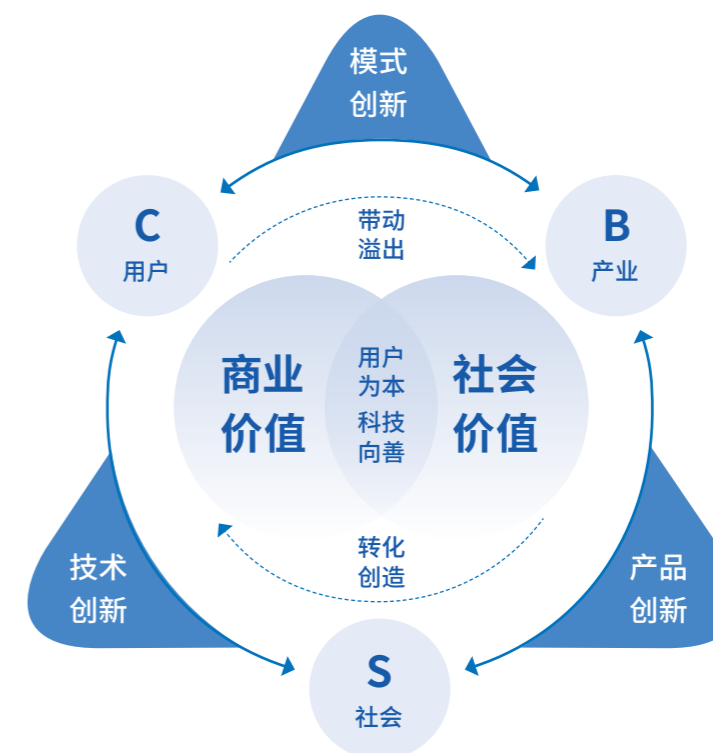 模式
创新
C
用户
B
产业
带动
溢出
商业
价值
用户
为本
科技
向善
社会
价值
转化
创造
技术
创新
产品
创新
S
社会